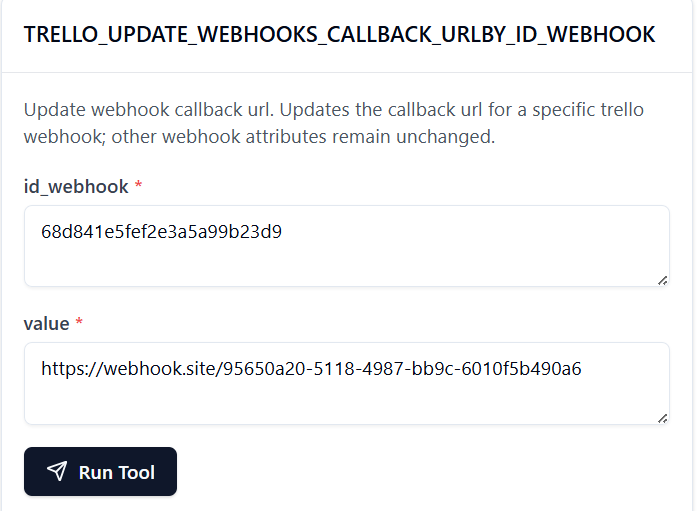 TRELLO_UPDATE_WEBHOOKS_CALLBACK_URLBY_ID_WEBHOOK
Update webhook callback url. Updates the callback url for a specific trello
webhook; other webhook attributes remain unchanged.
id_webhook *
68d841e5fef2e3a5a99b23d9
value *
https://webhook.site/95650a20-5118-4987-bb9c-6010f5b490a6
Run Tool